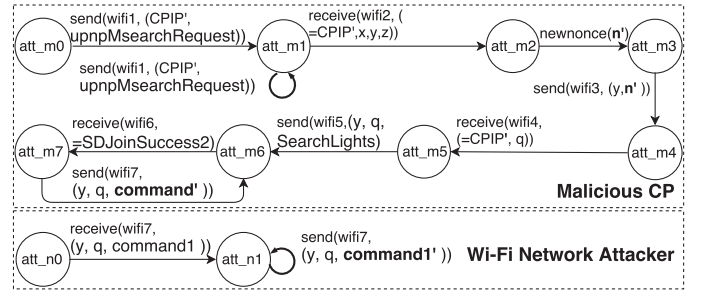 send(wifi1, (CPIP',
upnpMsearchRequest))
receive(wifi2, (
=CPIP',x,y,z))
newnonce(n')
att_m0
att_m1
att_m2
att_m3
send(wifi1, (CPIP',
upnpMsearchRequest))
send(wifi3, (y,n' ))
receive(wifi6,
=SDJoinSuccess2)
send(wifi5,(y, q,
SearchLights)
receive(wifi4,
(=CPIP', q))
att_m7
att_m6
att_m5
att_m4
send(wifi7,
(y, q, command' ))
Malicious CP
receive(wifi7,
(y, q, command1 ))
send(wifi7,
(y, q, command1' ))
att_n0
att_n1
Wi-Fi Network Attacker